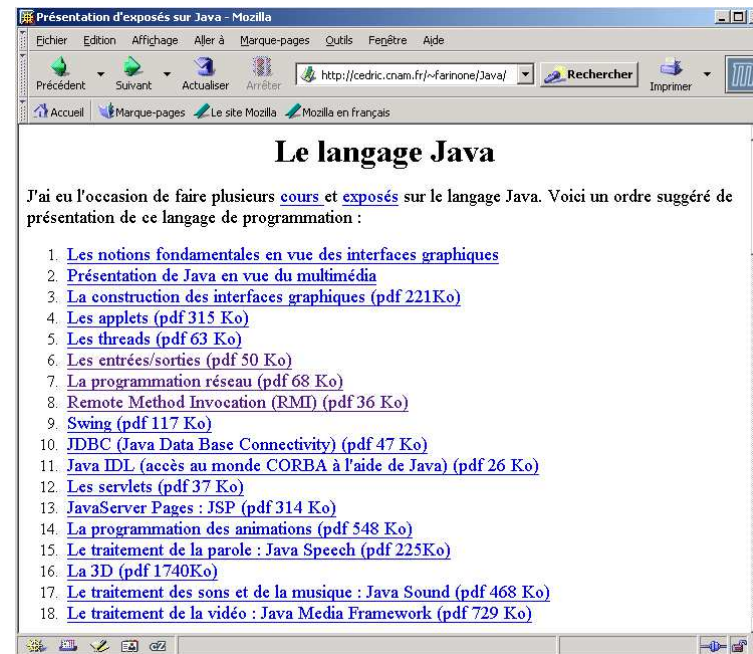 Présentation d'exposés sur Java - Mozilla
Fichier Edition Affichage Aller à Marque-pages Outils Fenêtre Aide
Précédent Suivant Actualiser Arrêter http://cedric.cnam.fr/~farinone/Java/ Rechercher Imprimer
Accueil Marque-pages Le site Mozilla Mozilla en français
Le langage Java
J'ai eu l'occasion de faire plusieurs cours et exposés sur le langage Java. Voici un ordre suggéré de
présentation de ce langage de programmation :
1. Les notions fondamentales en vue des interfaces graphiques
2. Présentation de Java en vue du multimédia
3. La construction des interfaces graphiques (pdf 221Ko)
4. Les applets (pdf 315 Ko)
5. Les threads (pdf 63 Ko)
6. Les entrées/sorties (pdf 50 Ko)
7. La programmation réseau (pdf 68 Ko)
8. Remote Method Invocation (RMI) (pdf 36 Ko)
9. Swing (pdf 117 Ko)
10. JDBC (Java Data Base Connectivity) (pdf 47 Ko)
11. Java IDL (accès au monde CORBA à l'aide de Java) (pdf 26 Ko)
12. Les servlets (pdf 37 Ko)
13. JavaServer Pages : JSP (pdf 314 Ko)
14. La programmation des animations (pdf 548 Ko)
15. Le traitement de la parole : Java Speech (pdf 225Ko)
16. La 3D (pdf 1740Ko)
17. Le traitement des sons et de la musique : Java Sound (pdf 468 Ko)
18. Le traitement de la vidéo : Java Media Framework (pdf 729 Ko)